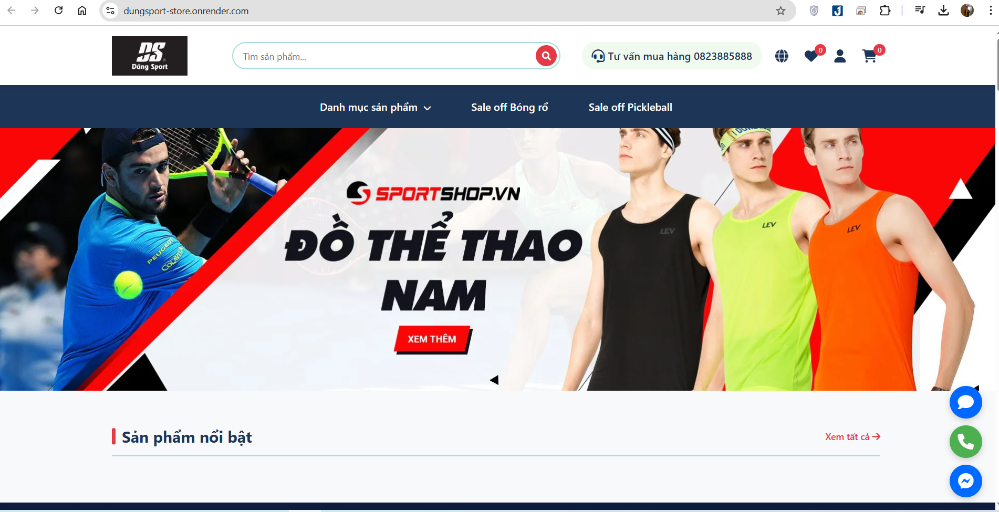 dungsport-store.onrender.com
DS
®
Dũng Sport
Tìm sản phẩm...
Tư vấn mua hàng 0823885888
0
0
Danh mục sản phẩm
Sale off Bóng rổ
Sale off Pickleball
SPORTSHOP.VN
ĐỒ THỂ THAO
NAM
XEM THÊM
PEUGEOT
COLAVITA
LEV
LEV
LEV
Sản phẩm nổi bật
Xem tất cả